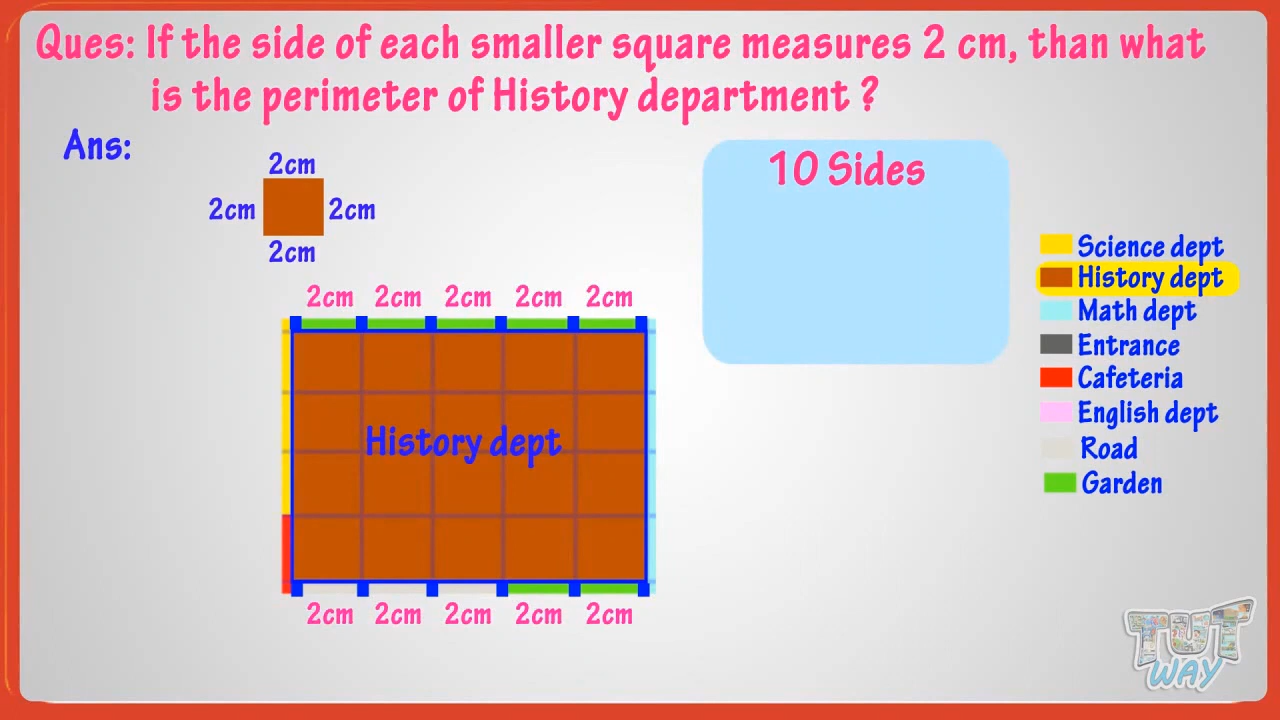 Ques: If the side of each smaller square measures 2 cm, than what
is the perimeter of History department ?
Ans:
2cm
2cm 2cm
2cm
10 Sides
Science dept
History dept
Math dept
Entrance
Cafeteria
English dept
Road
Garden
2cm 2cm 2cm 2cm 2cm
History dept
2cm 2cm 2cm 2cm 2cm
TUT
WAY